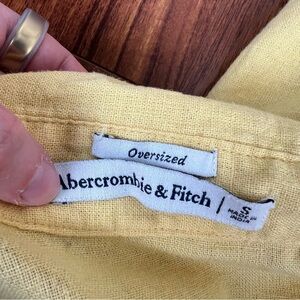 Oversized
Abercrombie & Fitch
S
MADE IN
INDIA